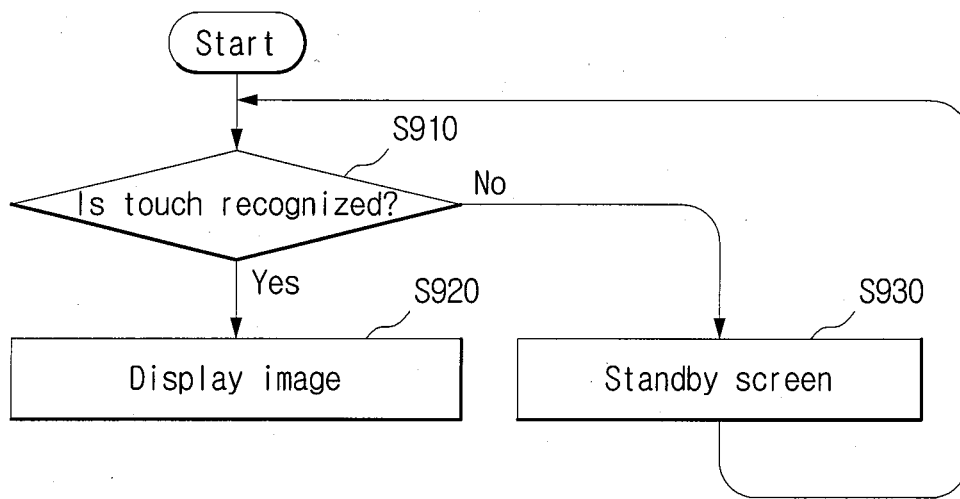 Start
S910
Is touch recognized?
No
Yes
S920
S930
Display image
Standby screen